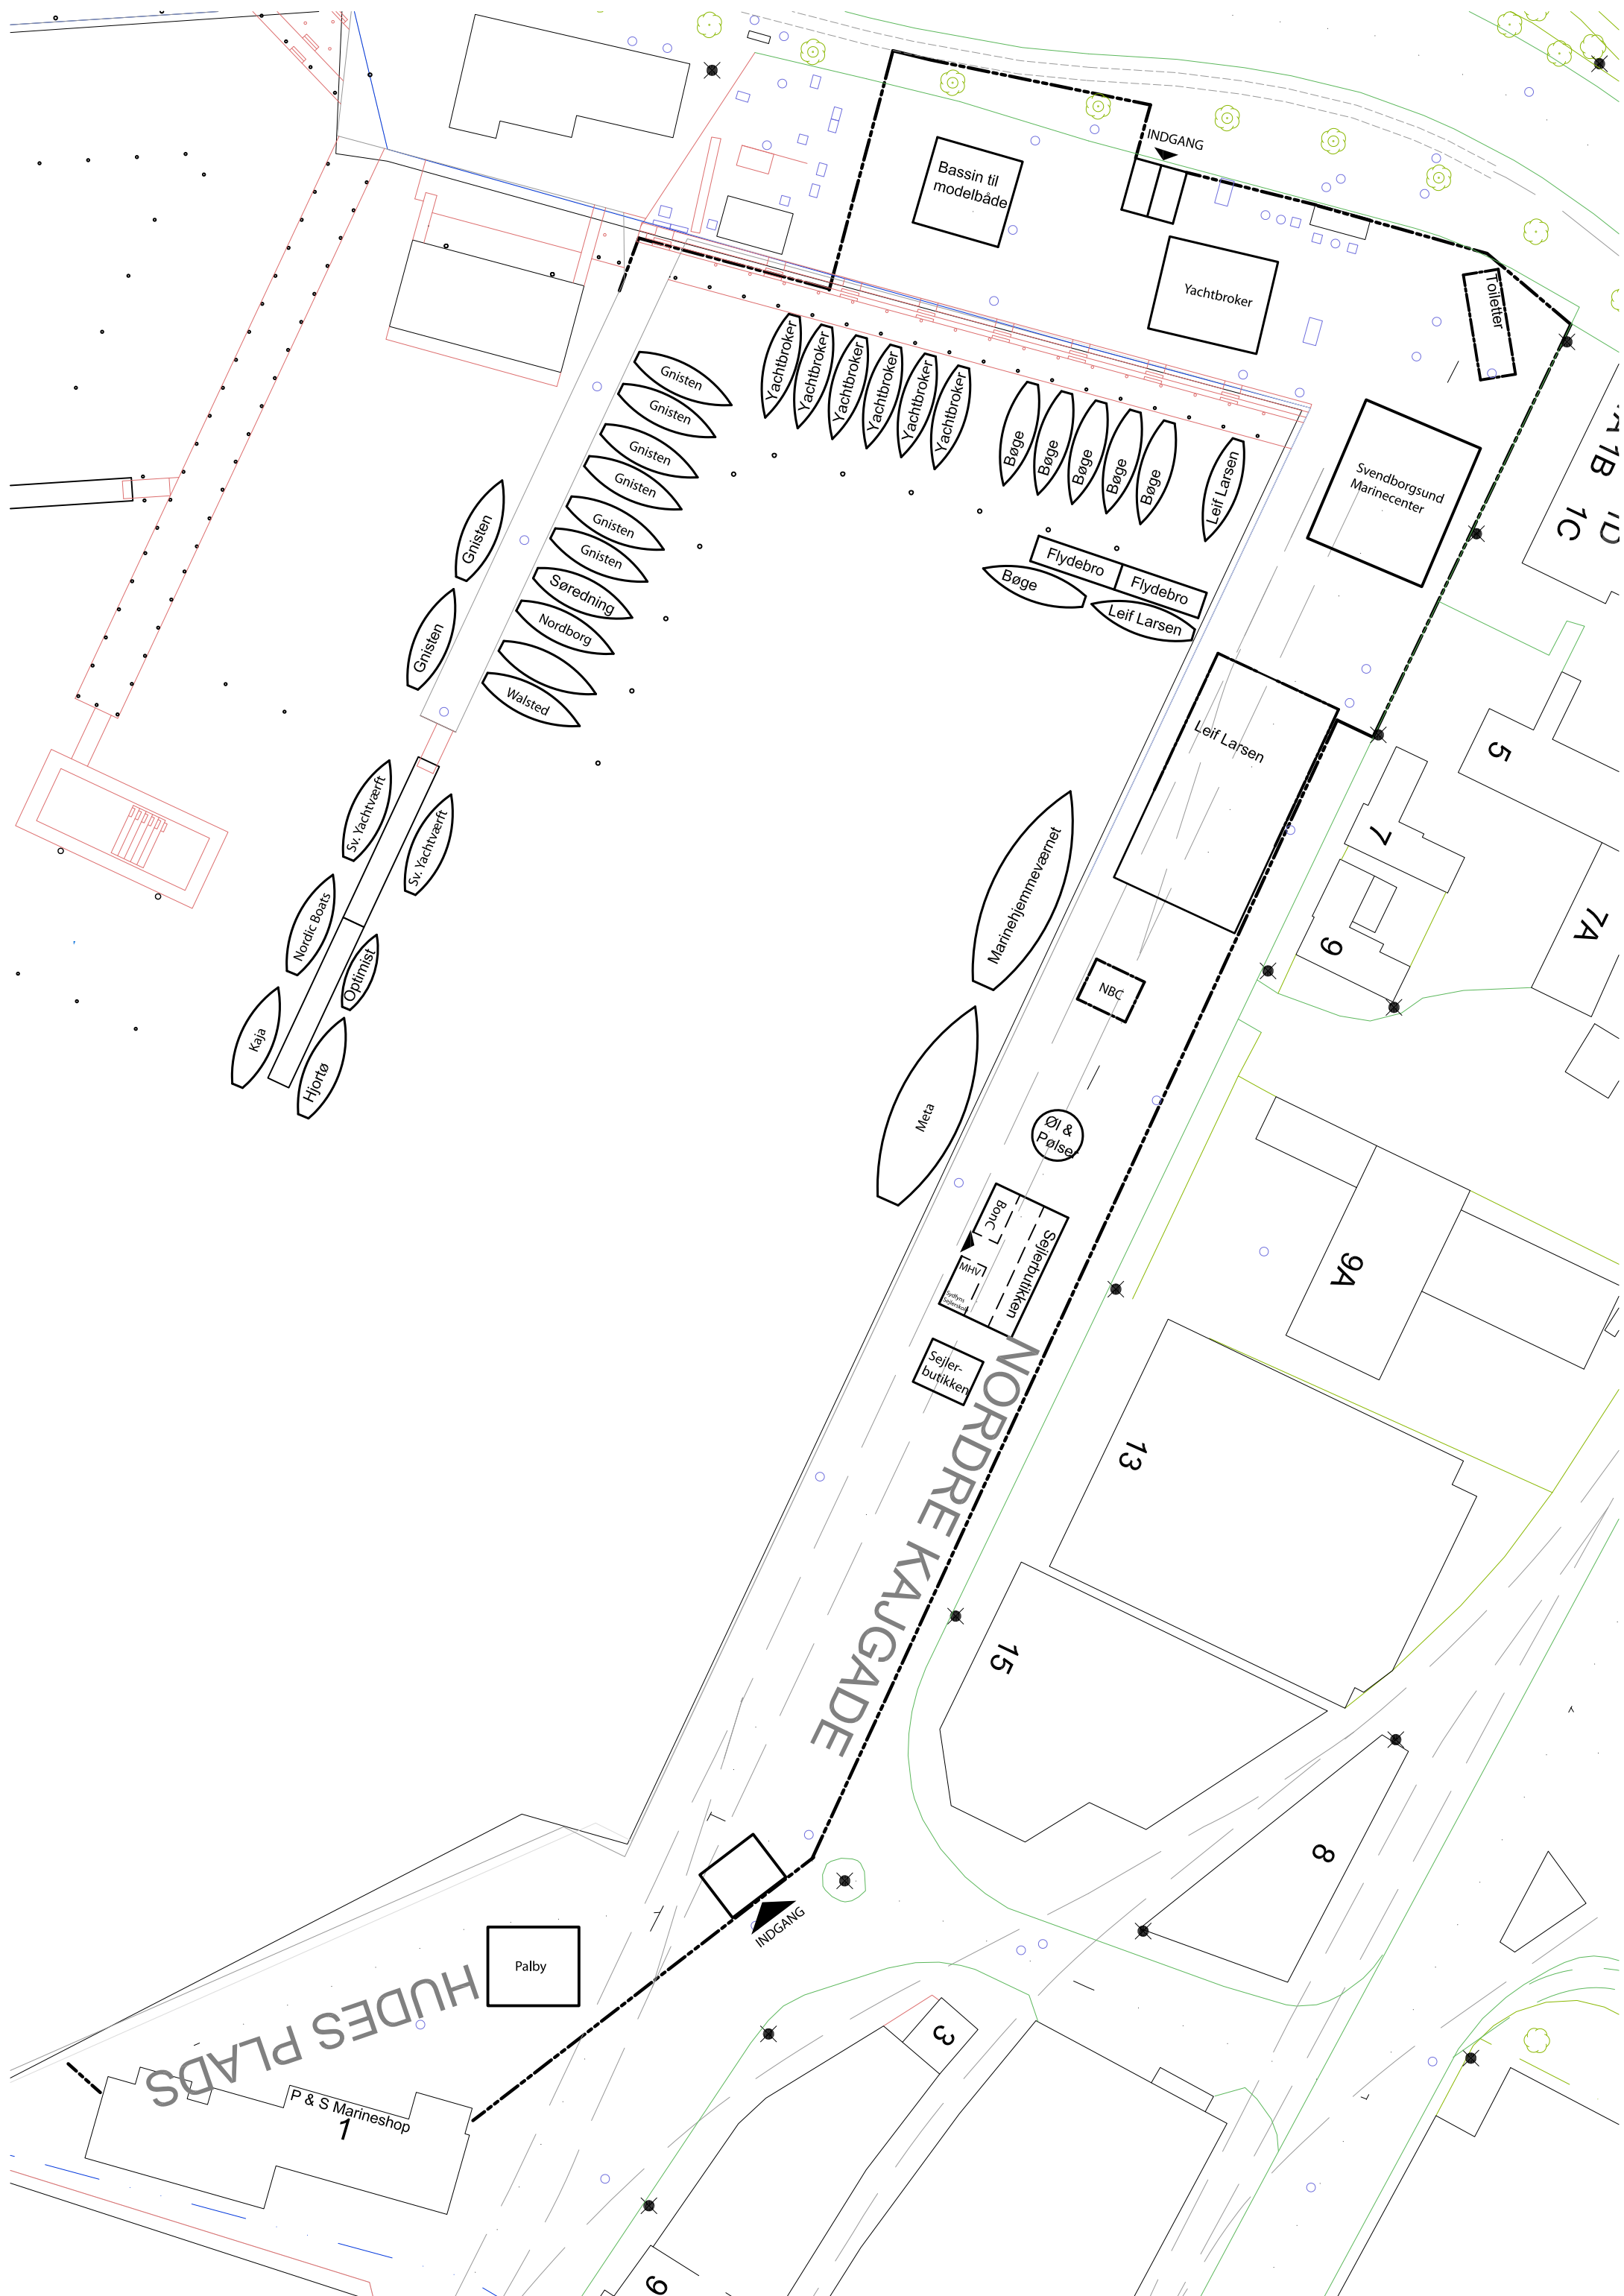 INDGANG
Bassin til
modelbåde
Yachtbroker
Toiletter
Yachtbroker
Yachtbroker
Yachtbroker
Yachtbroker
Yachtbroker
Yachtbroker
Gnisten
Gnisten
Gnisten
Gnisten
Gnisten
Gnisten
Søredning
Nordborg
Walsted
Gnisten
Gnisten
Bøge
Bøge
Bøge
Bøge
Bøge
Leif Larsen
Flydebro
Flydebro
Bøge
Leif Larsen
Svendborgsund
Marinecenter
1B
1C
Leif Larsen
5
7
7A
9
Sv. Yachtværft
Sv. Yachtværft
Nordic Boats
Optimist
Kaja
Hjortø
Marinehjemmeværnet
NBC
Meta
Øl &
Pølser
BonC
Sejlerbutikken
MHV
Sejler-
butikken
9A
13
15
NORDRE KAJGADE
8
INDGANG
Palby
HUDES PLADS
P & S Marineshop
1
3
9